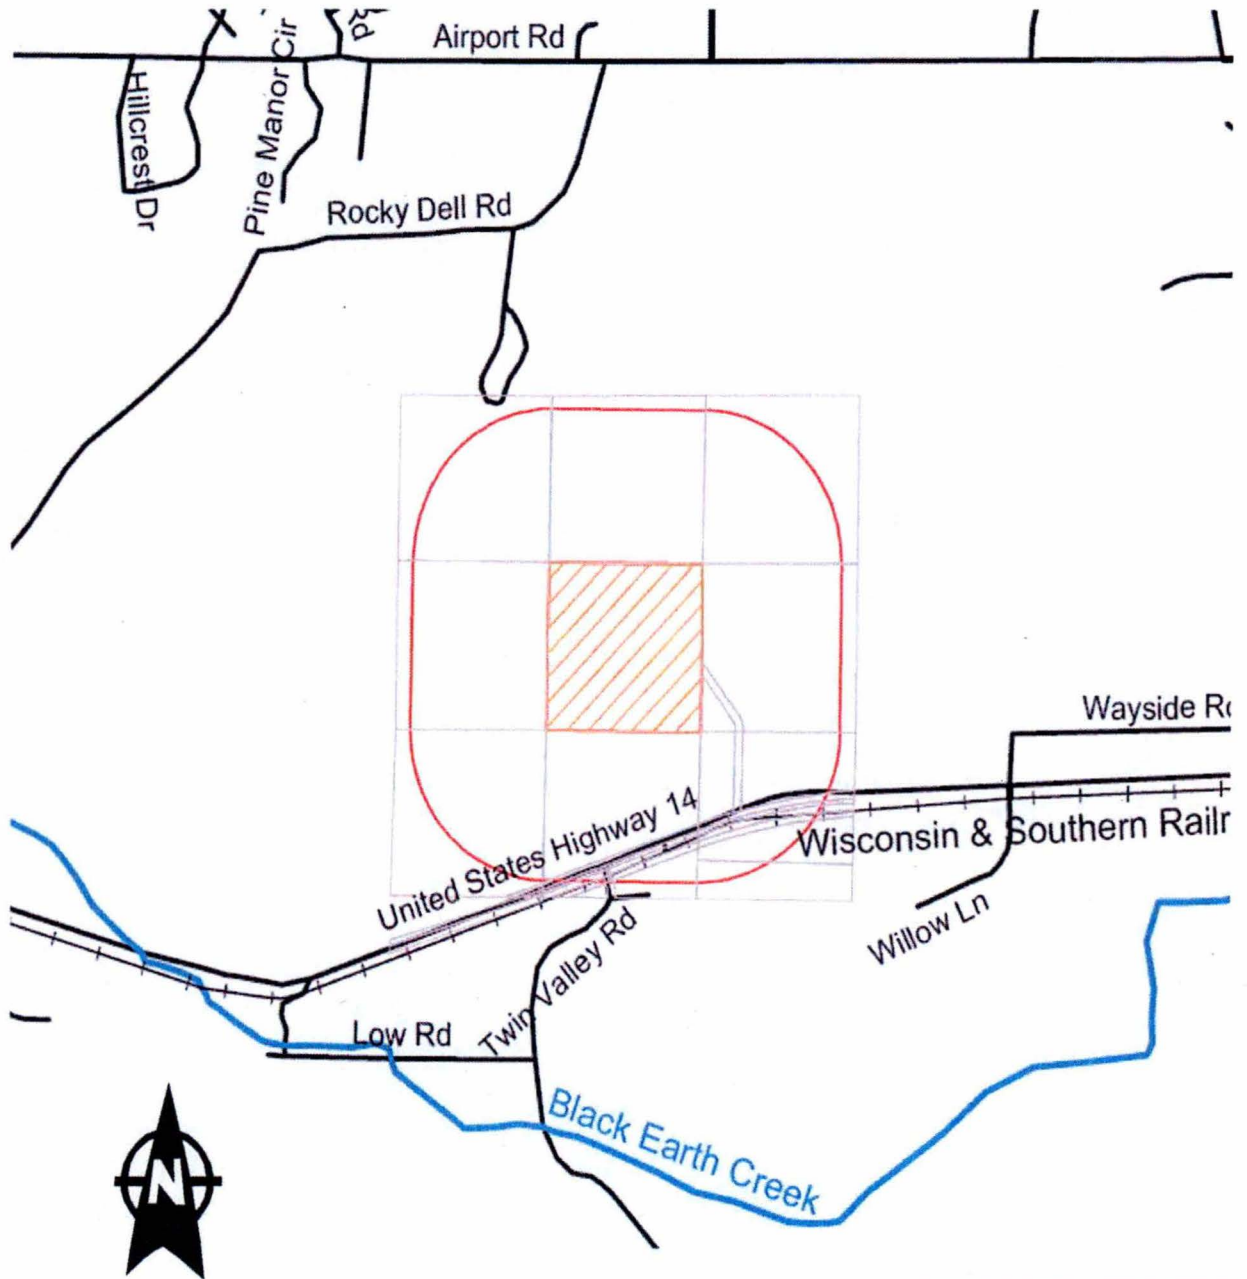 Rd
Airport Rd
Hillcrest Dr
Pine Manor Cir
Rocky Dell Rd
Wayside
United States Highway 14
Wisconsin & Southern
Willow Ln
Twin Valley Rd
Low Rd
Black Earth Creek
N